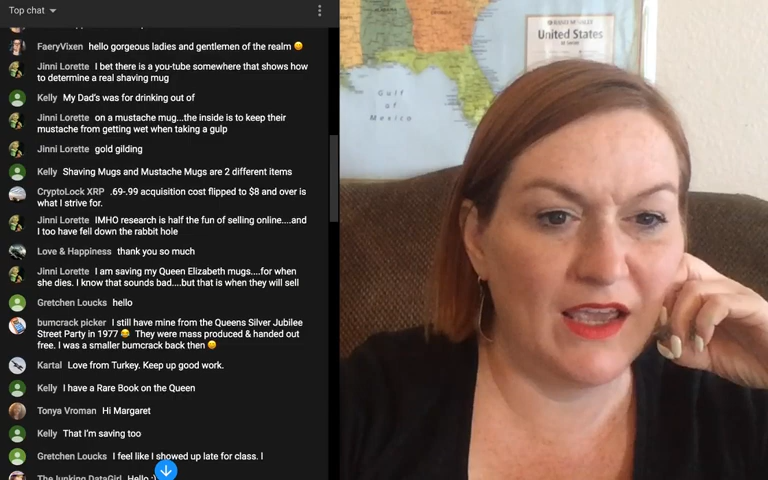 Top chat
FaeryVixen hello gorgeous ladies and gentlemen of the realm
Jinni Lorette I bet there is a you-tube somewhere that shows how
to determine a real shaving mug
Kelly My Dad's was for drinking out of
Jinni Lorette on a mustache mug...the inside is to keep their
mustache from getting wet when taking a gulp
Jinni Lorette gold gilding
Kelly Shaving Mugs and Mustache Mugs are 2 different items
CryptoLock XRP .69-.99 acquisition cost flipped to $8 and over is
what I strive for.
Jinni Lorette IMHO research is half the fun of selling online....and
I too have fell down the rabbit hole
Love & Happiness thank you so much
Jinni Lorette I am saving my Queen Elizabeth mugs....for when
she dies. I know that sounds bad....but that is when they will sell
Gretchen Loucks hello
bumcrack picker I still have mine from the Queens Silver Jubilee
Street Party in 1977 😂 They were mass produced & handed out
free. I was a smaller bumcrack back then
Kartal Love from Turkey. Keep up good work.
Kelly I have a Rare Book on the Queen
Tonya Vroman Hi Margaret
Kelly That I'm saving too
Gretchen Loucks I feel like I showed up late for class. I
The Junking DataGirl Hello :)
United States
Gulf
of
Mexico